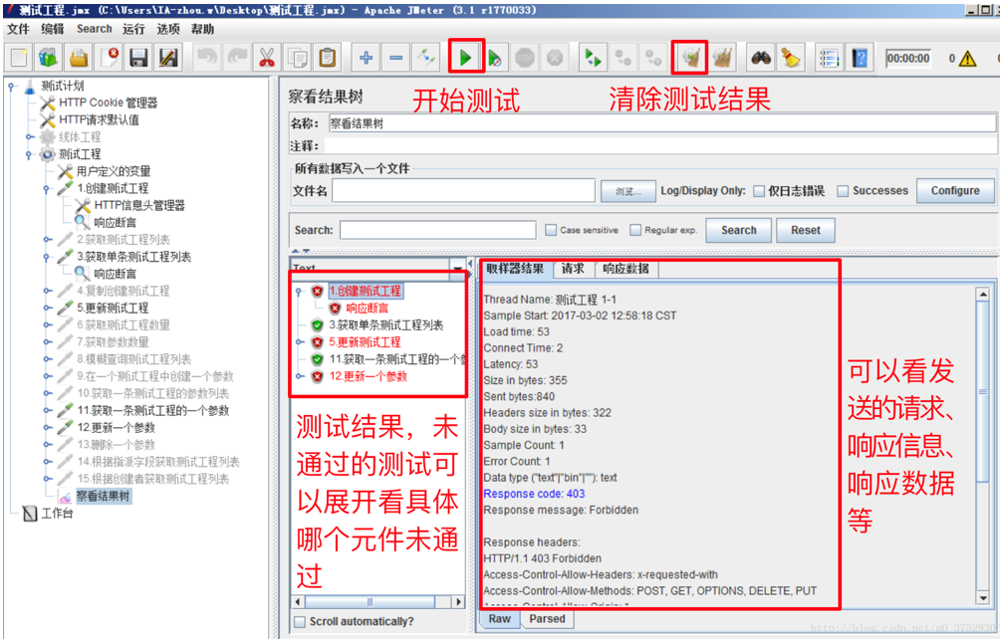 测试工程.jmx (C:\Users\IA-zhou.w\Desktop\测试工程.jmx) - Apache JMeter (3.1 r1770033)
文件 编辑 Search 运行 选项 帮助
00:00:00 0
开始测试
清除测试结果
测试计划
HTTP Cookie 管理器
HTTP请求默认值
线体工程
测试工程
用户定义的变量
1.创建测试工程
HTTP信息头管理器
响应断言
2.获取测试工程列表
3.获取单条测试工程列表
响应断言
4.复制创建测试工程
5.更新测试工程
6.获取测试工程数量
7.获取参数数量
8.模糊查询测试工程列表
9.在一个测试工程中创建一个参数
10.获取一条测试工程的参数列表
11.获取一条测试工程的一个参数
12.更新一个参数
13.删除一个参数
14.根据指派字段获取测试工程列表
15.根据创建者获取测试工程列表
察看结果树
工作台
察看结果树
名称: 察看结果树
注释:
所有数据写入一个文件
文件名 浏览... Log/Display Only: 仅日志错误 Successes Configure
Search: Case sensitive Regular exp. Search Reset
Text
1.创建测试工程
响应断言
3.获取单条测试工程列表
5.更新测试工程
11.获取一条测试工程的一个参
12.更新一个参数
测试结果，未
通过的测试可
以展开看具体
哪个元件未通
过
Scroll automatically?
取样器结果 请求 响应数据
Thread Name: 测试工程 1-1
Sample Start: 2017-03-02 12:58:18 CST
Load time: 53
Connect Time: 2
Latency: 53
Size in bytes: 355
Sent bytes:840
Headers size in bytes: 322
Body size in bytes: 33
Sample Count: 1
Error Count: 1
Data type ("text"|"bin"|""): text
Response code: 403
Response message: Forbidden
Response headers:
HTTP/1.1 403 Forbidden
Access-Control-Allow-Headers: x-requested-with
Access-Control-Allow-Methods: POST, GET, OPTIONS, DELETE, PUT
Access-Control-Allow-Origin: *
Raw Parsed
可以看发
送的请求、
响应信息、
响应数据
等